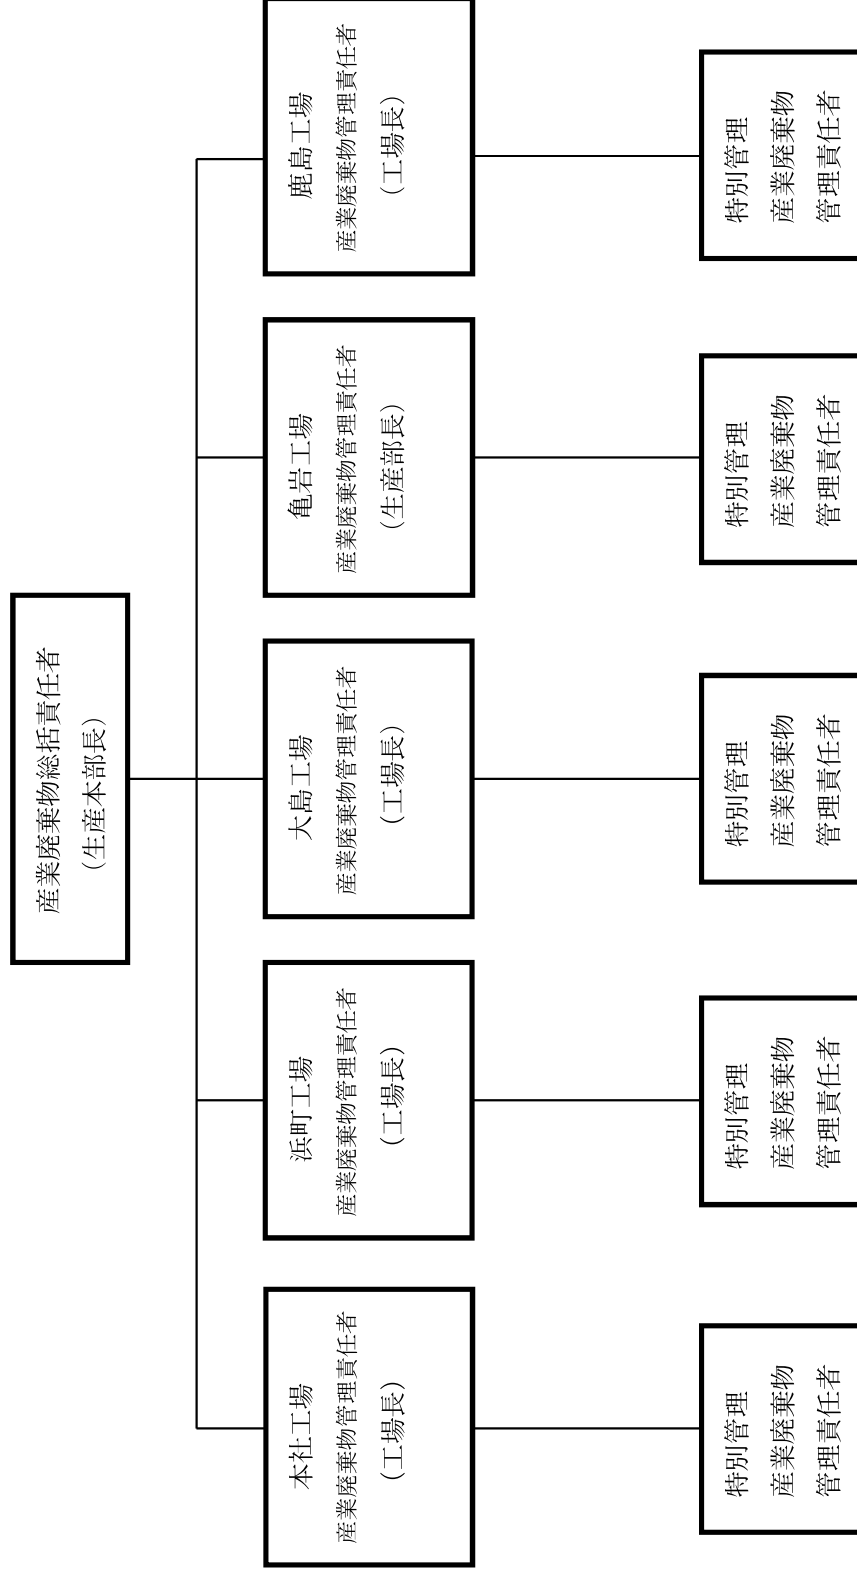 産業廃棄物総括責任者
(生産本部長)
本社工場
産業廃棄物管理責任者
(工場長)
浜町工場
産業廃棄物管理責任者
(工場長)
大島工場
産業廃棄物管理責任者
(工場長)
亀岩工場
産業廃棄物管理責任者
(生産部長)
鹿島工場
産業廃棄物管理責任者
(工場長)
特別管理
産業廃棄物
管理責任者
特別管理
産業廃棄物
管理責任者
特別管理
産業廃棄物
管理責任者
特別管理
産業廃棄物
管理責任者
特別管理
産業廃棄物
管理責任者